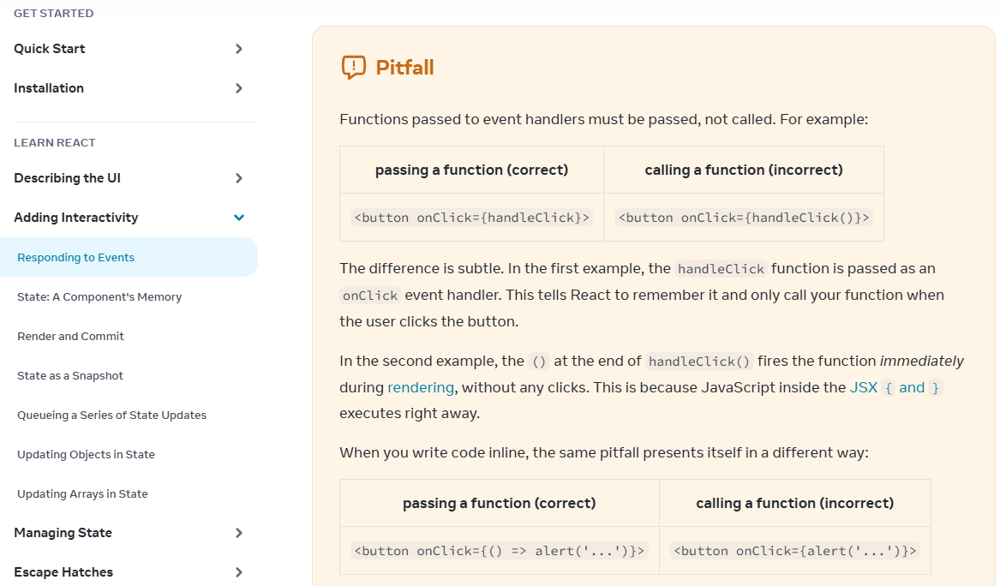 GET STARTED
Quick Start
Installation
LEARN REACT
Describing the UI
Adding Interactivity
Responding to Events
State: A Component's Memory
Render and Commit
State as a Snapshot
Queueing a Series of State Updates
Updating Objects in State
Updating Arrays in State
Managing State
Escape Hatches
Pitfall
Functions passed to event handlers must be passed, not called. For example:
passing a function (correct) calling a function (incorrect)
<button onClick={handleClick}> <button onClick={handleClick()}>
The difference is subtle. In the first example, the handleClick function is passed as an
onClick event handler. This tells React to remember it and only call your function when
the user clicks the button.
In the second example, the () at the end of handleClick() fires the function immediately
during rendering, without any clicks. This is because JavaScript inside the JSX { and }
executes right away.
When you write code inline, the same pitfall presents itself in a different way:
passing a function (correct) calling a function (incorrect)
<button onClick={() => alert('...')}> <button onClick={alert('...')}>